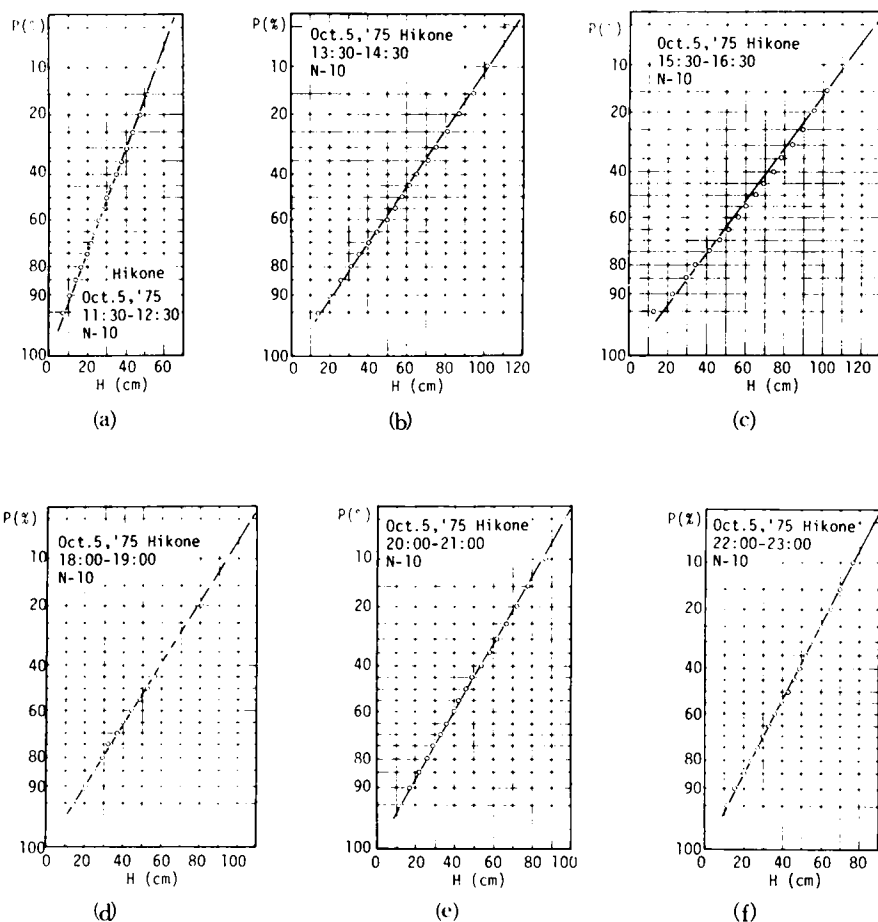 P(%)
10
20
40
60
80
90
100
0 20 40 60
H (cm)
Hikone
Oct.5,'75
11:30-12:30
N-10
(a)
10
20
40
60
80
90
100
0 20 40 60 80 100 120
H (cm)
Oct.5,'75 Hikone
13:30-14:30
N-10
(b)
10
20
40
60
80
90
100
0 20 40 60 80 100 120
H (cm)
Oct.5,'75 Hikone
15:30-16:30
N-10
(c)
P(%)
10
20
40
60
80
90
100
0 20 40 60 80 100
H (cm)
Oct.5,'75 Hikone
18:00-19:00
N-10
(d)
10
20
40
60
80
90
100
0 20 40 60 80 100
H (cm)
Oct.5,'75 Hikone
20:00-21:00
N-10
(e)
10
20
40
60
80
90
100
0 20 40 60 80
H (cm)
Oct.5,'75 Hikone
22:00-23:00
N-10
(f)